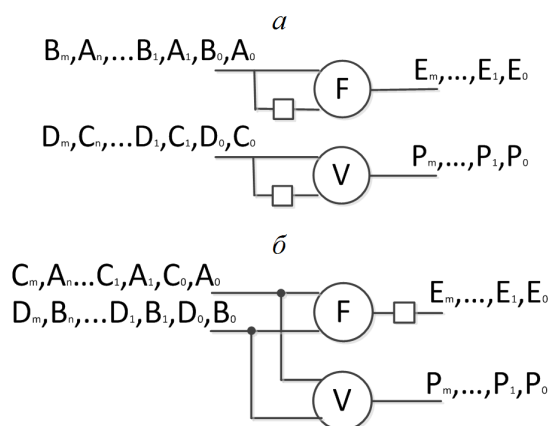 а
Bₘ,Aₙ,...B₁,A₁,B₀,A₀
F
Eₘ,...,E₁,E₀
Dₘ,Cₙ,...D₁,C₁,D₀,C₀
V
Pₘ,...,P₁,P₀
б
Cₘ,Aₙ...C₁,A₁,C₀,A₀
Dₘ,Bₙ,...D₁,B₁,D₀,B₀
F
Eₘ,...,E₁,E₀
V
Pₘ,...,P₁,P₀